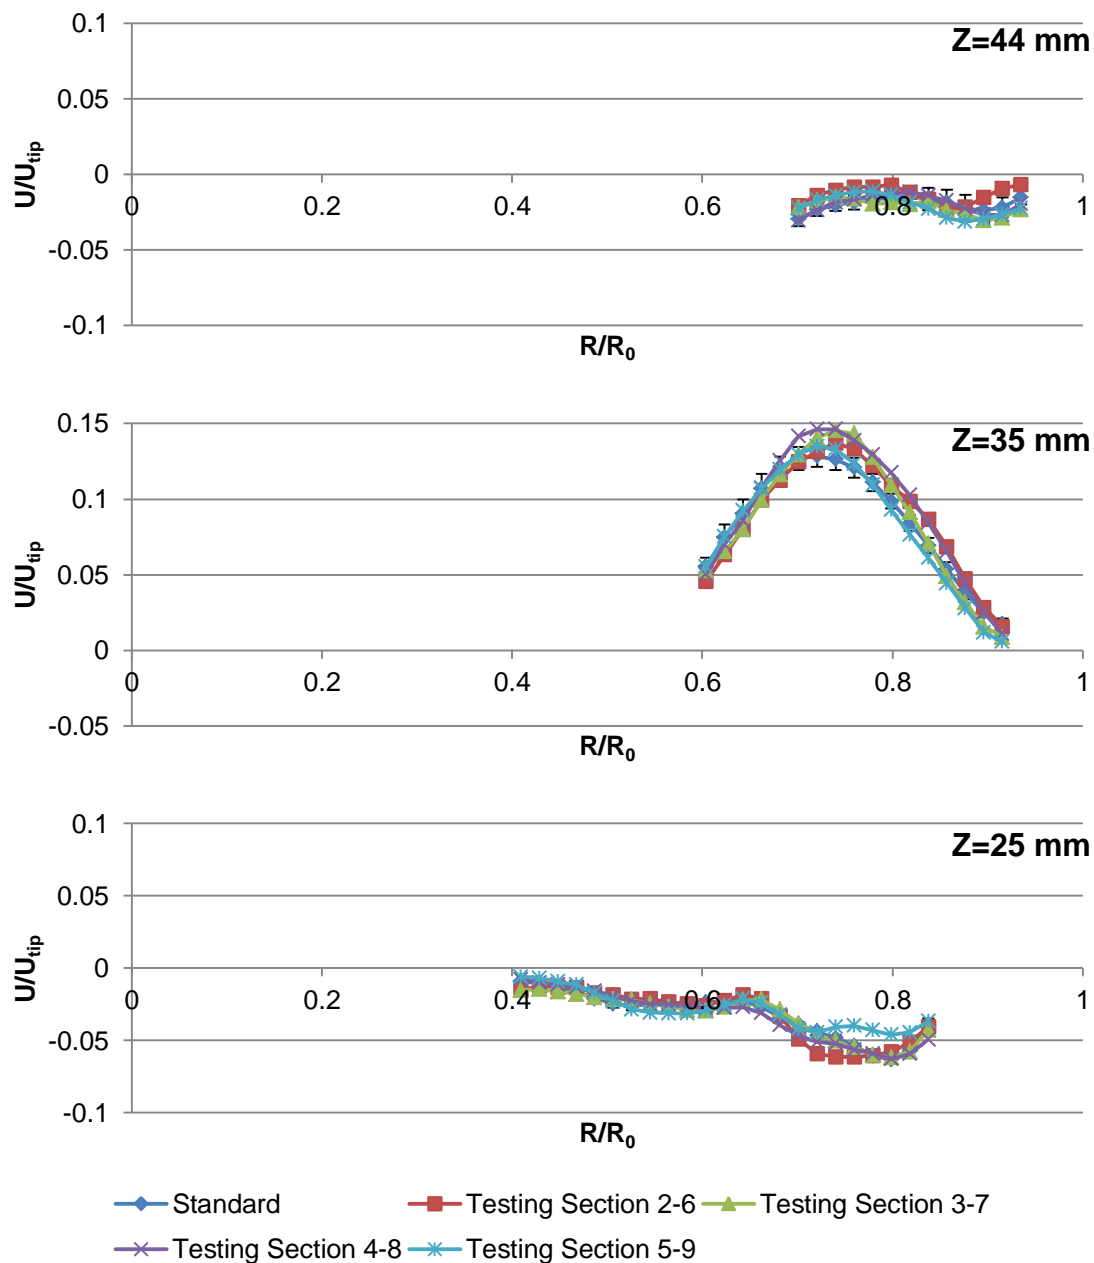 0.1
Z=44 mm
0.05
0
0 0.2 0.4 0.6 0.8 1
-0.05
-0.1
U/Utip
R/R0
0.15
Z=35 mm
0.1
0.05
0
0 0.2 0.4 0.6 0.8 1
-0.05
U/Utip
R/R0
0.1
Z=25 mm
0.05
0
0 0.2 0.4 0.6 0.8 1
-0.05
-0.1
U/Utip
R/R0
Standard Testing Section 2-6 Testing Section 3-7
Testing Section 4-8 Testing Section 5-9